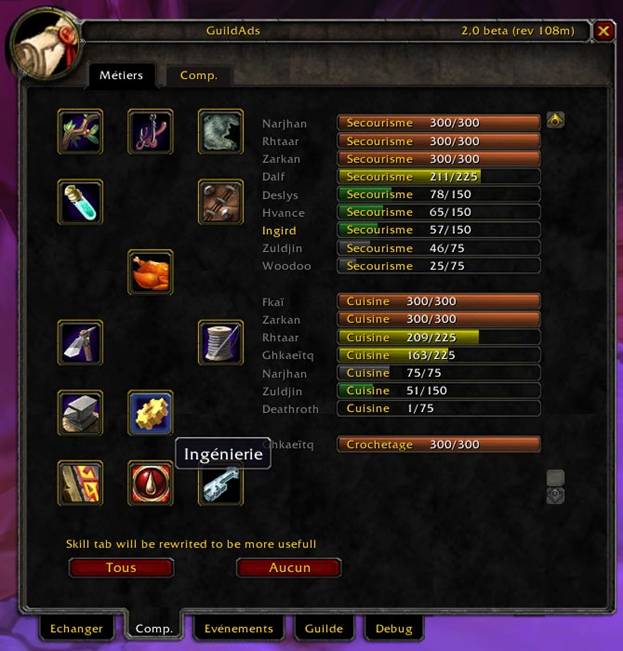 GuildAds 2,0 beta (rev 108m)
Métiers Comp.
Narjhan Secourisme 300/300
Rhtaar Secourisme 300/300
Zarkan Secourisme 300/300
Dalf Secourisme 211/225
Deslys Secourisme 78/150
Hvance Secourisme 65/150
Ingird Secourisme 57/150
Zuldjin Secourisme 46/75
Woodoo Secourisme 25/75
Fkaï Cuisine 300/300
Zarkan Cuisine 300/300
Rhtaar Cuisine 209/225
Ghkaeïtq Cuisine 163/225
Narjhan Cuisine 75/75
Zuldjin Cuisine 51/150
Deathroth Cuisine 1/75
Ghkaeïtq Crochetage 300/300
Ingénierie
Skill tab will be rewrited to be more usefull
Tous Aucun
Echanger Comp. Evénements Guilde Debug